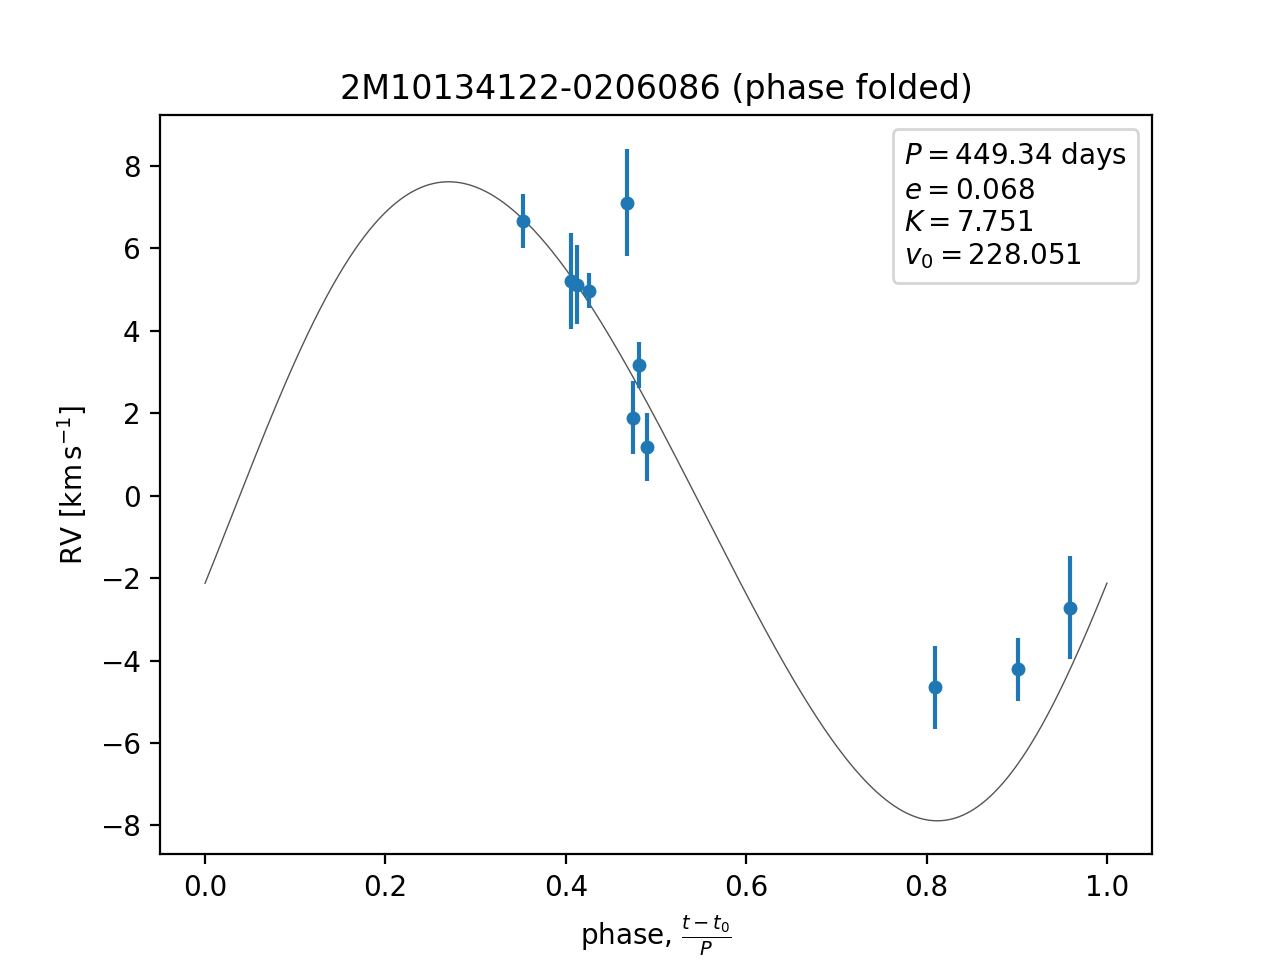 2M10134122-0206086 (phase folded)
P = 449.34 days
e = 0.068
K = 7.751
v₀ = 228.051
8
6
4
2
0
−2
−4
−6
−8
RV [km s⁻¹]
0.0 0.2 0.4 0.6 0.8 1.0
phase, (t − t₀)/P